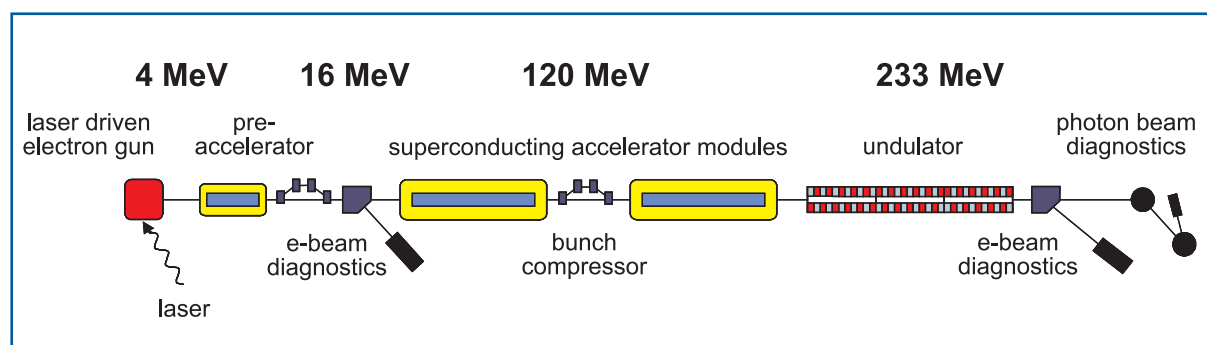 4 MeV
16 MeV
120 MeV
233 MeV
laser driven
electron gun
pre-
accelerator
superconducting accelerator modules
undulator
photon beam
diagnostics
e-beam
diagnostics
bunch
compressor
e-beam
diagnostics
laser